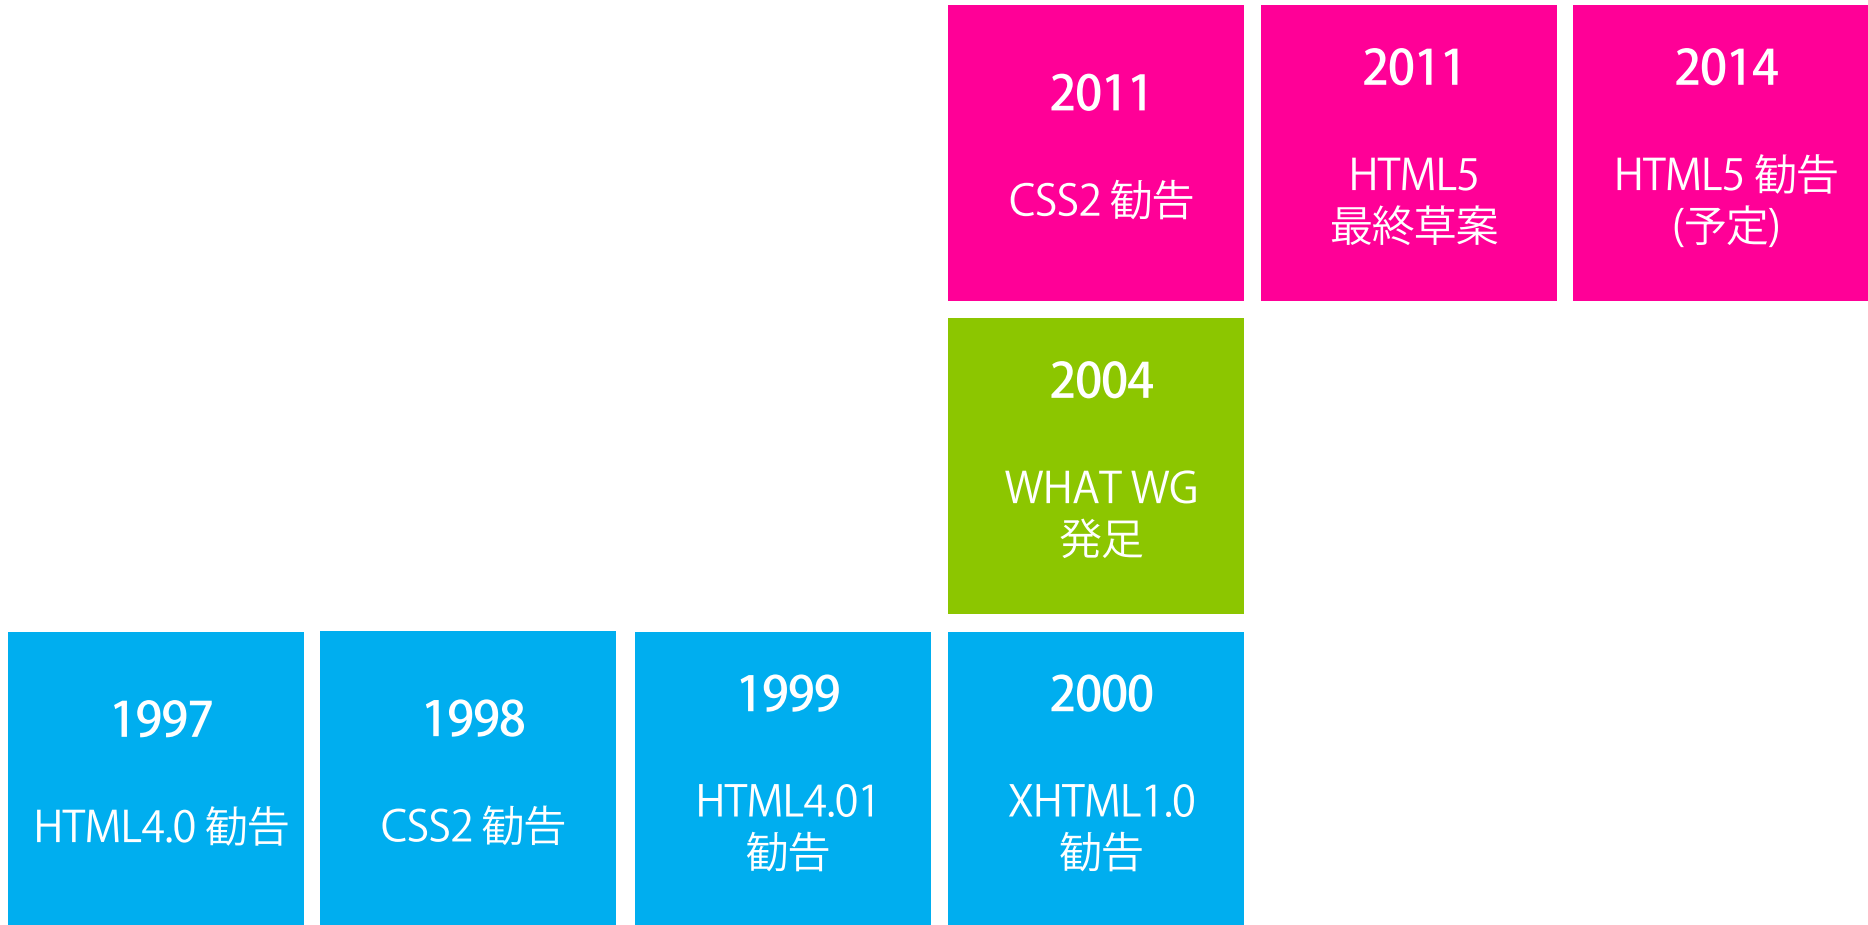 2011
CSS2 勧告
2011
HTML5
最終草案
2014
HTML5 勧告
(予定)
2004
WHAT WG
発足
1997
HTML4.0 勧告
1998
CSS2 勧告
1999
HTML4.01
勧告
2000
XHTML1.0
勧告